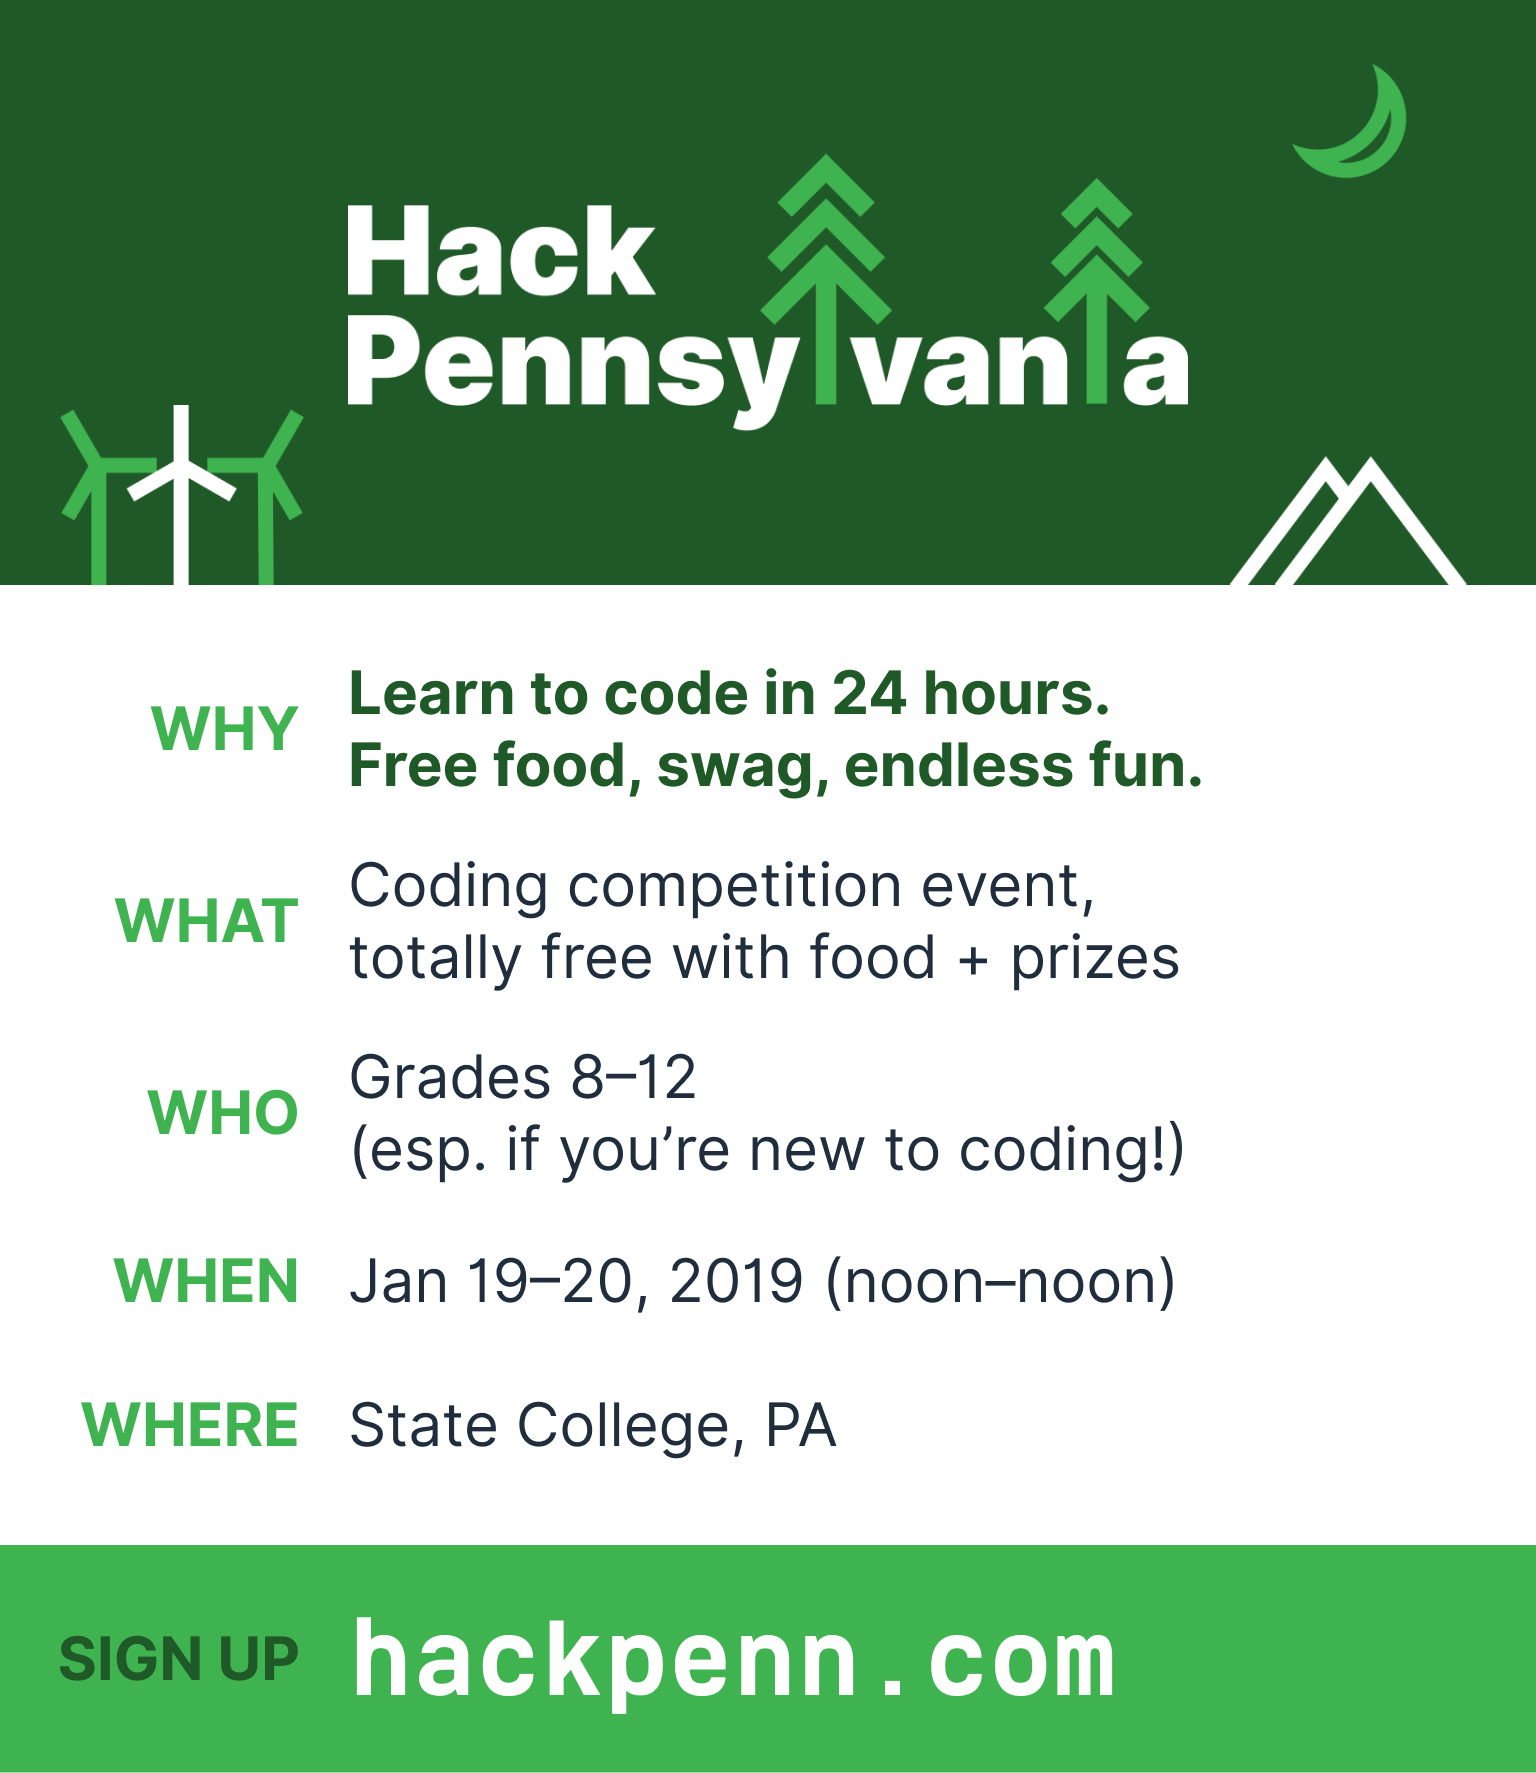 Hack
Pennsylvania
WHY
Learn to code in 24 hours.
Free food, swag, endless fun.
WHAT
Coding competition event,
totally free with food + prizes
WHO
Grades 8–12
(esp. if you’re new to coding!)
WHEN
Jan 19–20, 2019 (noon–noon)
WHERE
State College, PA
SIGN UP
hackpenn.com